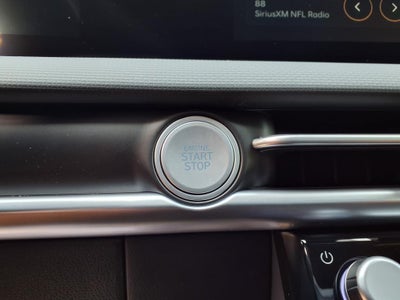 88
SiriusXM NFL Radio
ENGINE
START
STOP